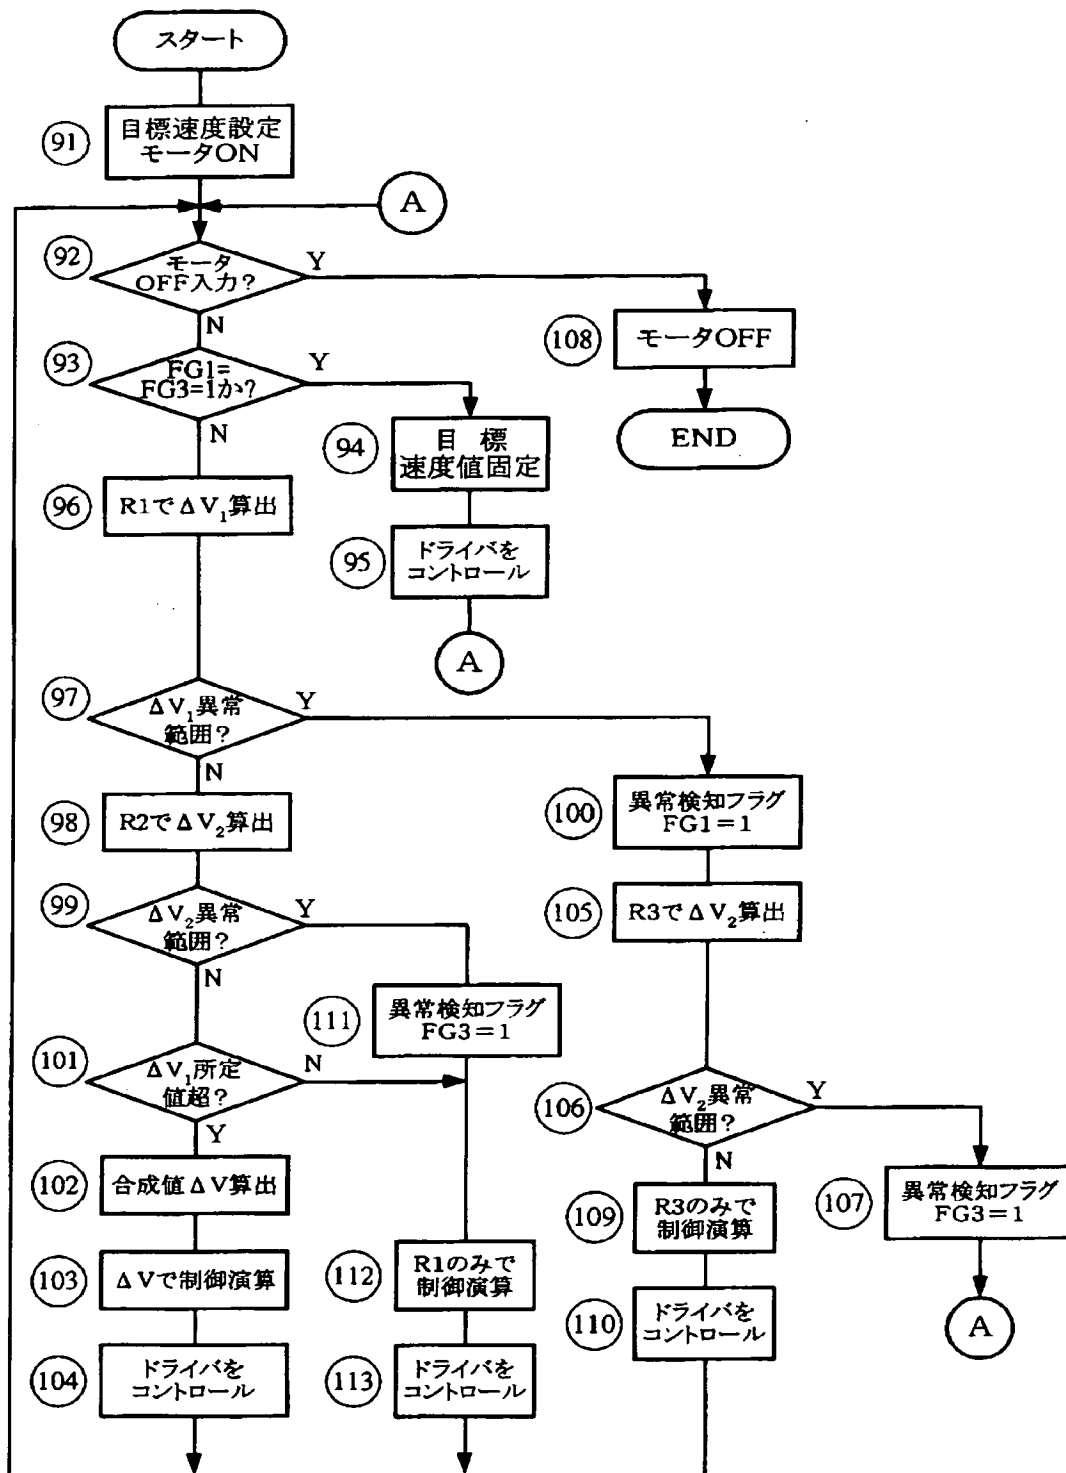 スタート
91
目標速度設定
モータON
A
92
モータ
OFF入力?
Y
N
108
モータOFF
END
93
FG1=
FG3=1か?
Y
N
94
目 標
速度値固定
95
ドライバを
コントロール
A
96
R1でΔV₁算出
97
ΔV₁異常
範囲?
Y
N
98
R2でΔV₂算出
99
ΔV₂異常
範囲?
Y
N
100
異常検知フラグ
FG1=1
105
R3でΔV₂算出
111
異常検知フラグ
FG3=1
101
ΔV₁所定
値超?
N
Y
106
ΔV₂異常
範囲?
Y
N
102
合成値ΔV算出
109
R3のみで
制御演算
107
異常検知フラグ
FG3=1
103
ΔVで制御演算
112
R1のみで
制御演算
110
ドライバを
コントロール
A
104
ドライバを
コントロール
113
ドライバを
コントロール